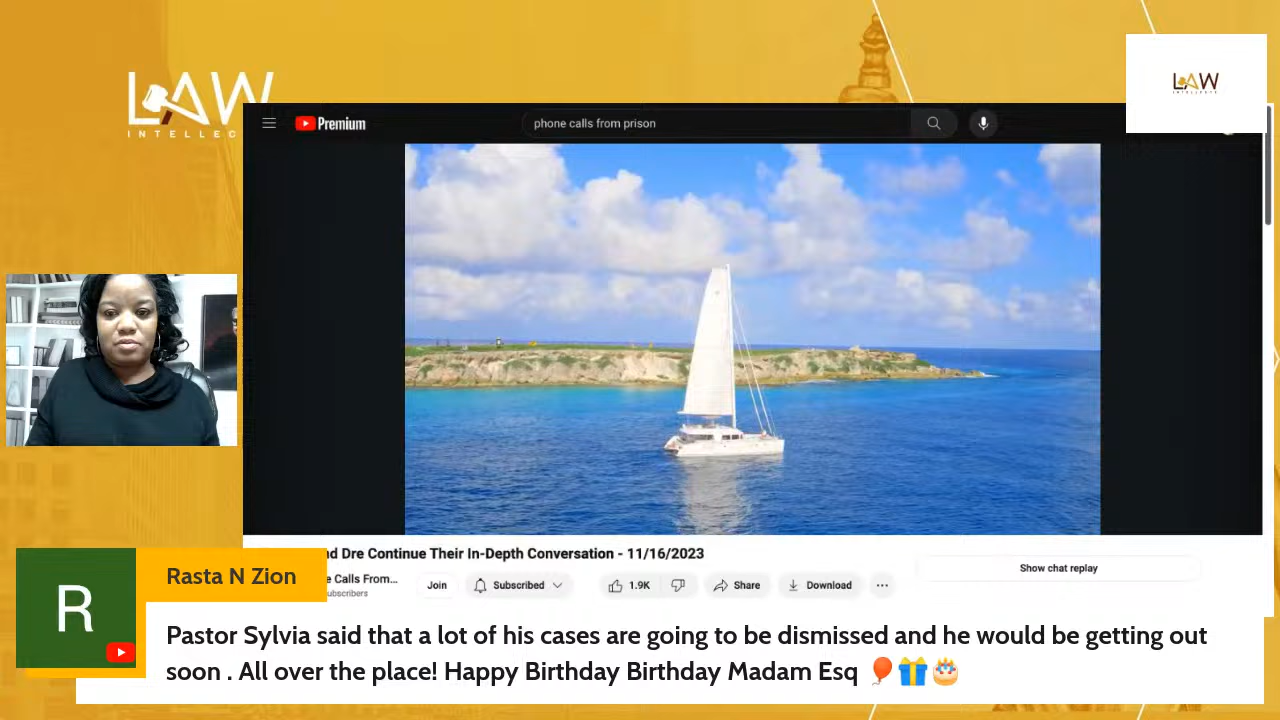 LAW
INTELLEC
LAW
INTELLECT
Premium
phone calls from prison
nd Dre Continue Their In-Depth Conversation - 11/16/2023
e Calls From...
ubscribers
Join
Subscribed
1.9K
Share
Download
Show chat replay
R
Rasta N Zion
Pastor Sylvia said that a lot of his cases are going to be dismissed and he would be getting out
soon . All over the place! Happy Birthday Birthday Madam Esq 🎈🎁🎂